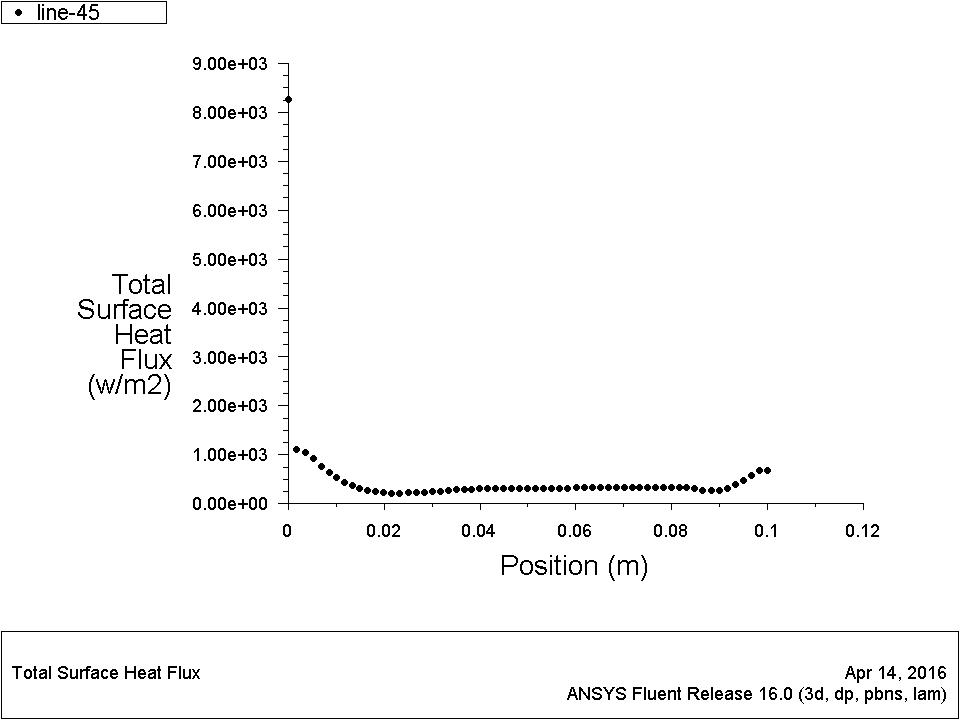 line-45
9.00e+03
8.00e+03
7.00e+03
6.00e+03
5.00e+03
4.00e+03
3.00e+03
2.00e+03
1.00e+03
0.00e+00
Total
Surface
Heat
Flux
(w/m2)
0 0.02 0.04 0.06 0.08 0.1 0.12
Position (m)
Total Surface Heat Flux
Apr 14, 2016
ANSYS Fluent Release 16.0 (3d, dp, pbns, lam)